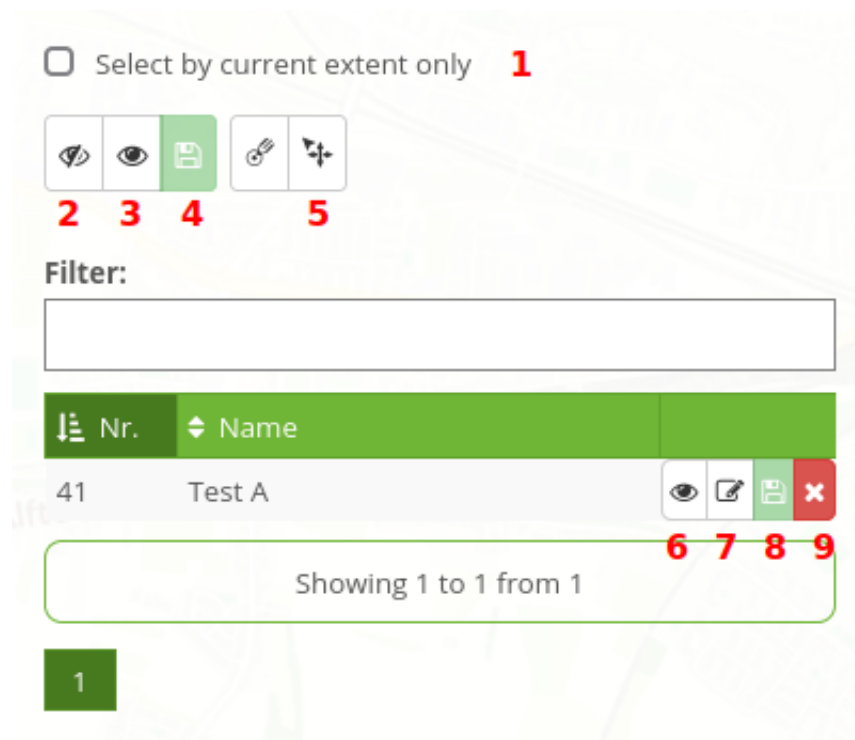 Select by current extent only 1
2 3 4 5
Filter:
Nr. Name
41 Test A
6 7 8 9
Showing 1 to 1 from 1
1